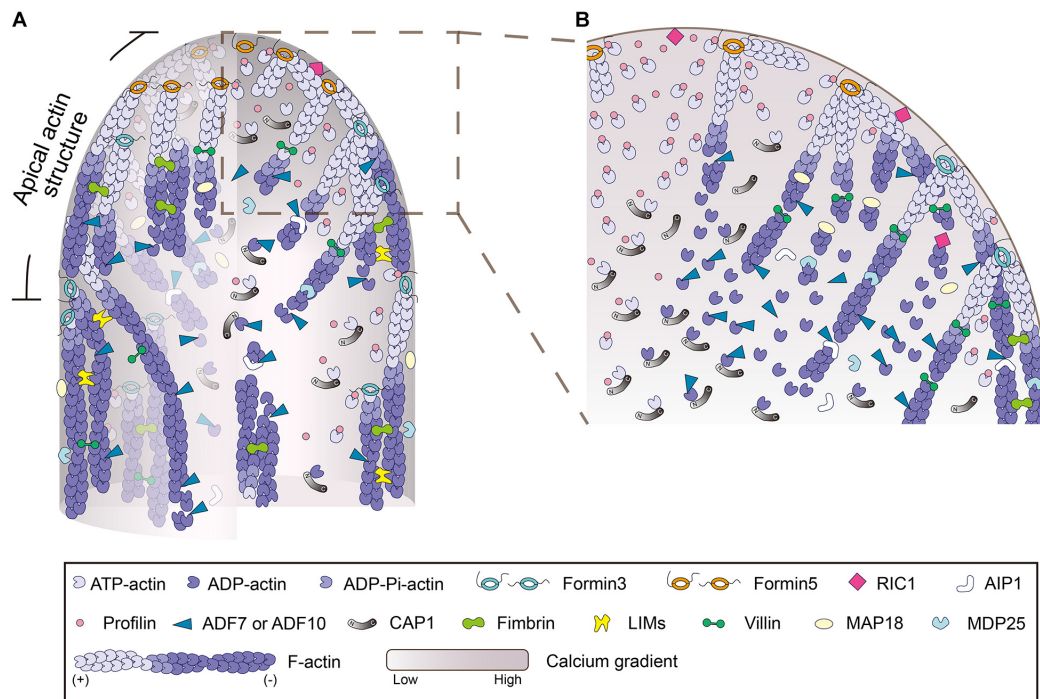 A
B
Apical actin
structure
ATP-actin ADP-actin ADP-Pi-actin Formin3 Formin5 RIC1 AIP1
Profilin ADF7 or ADF10 N C CAP1 Fimbrin LIMs Villin MAP18 MDP25
F-actin Calcium gradient
(+) (-) Low High